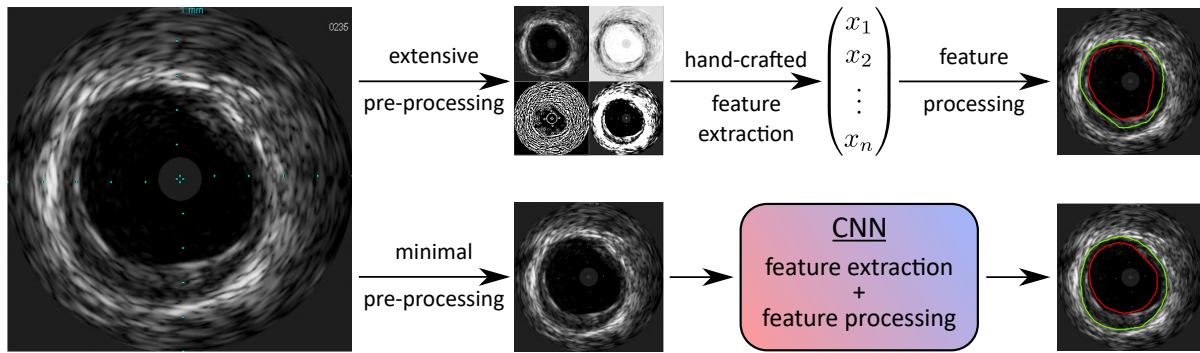 1 mm
0235
extensive
pre-processing
hand-crafted
feature
extraction
x1
x2
⋮
xn
feature
processing
minimal
pre-processing
CNN
feature extraction
+
feature processing